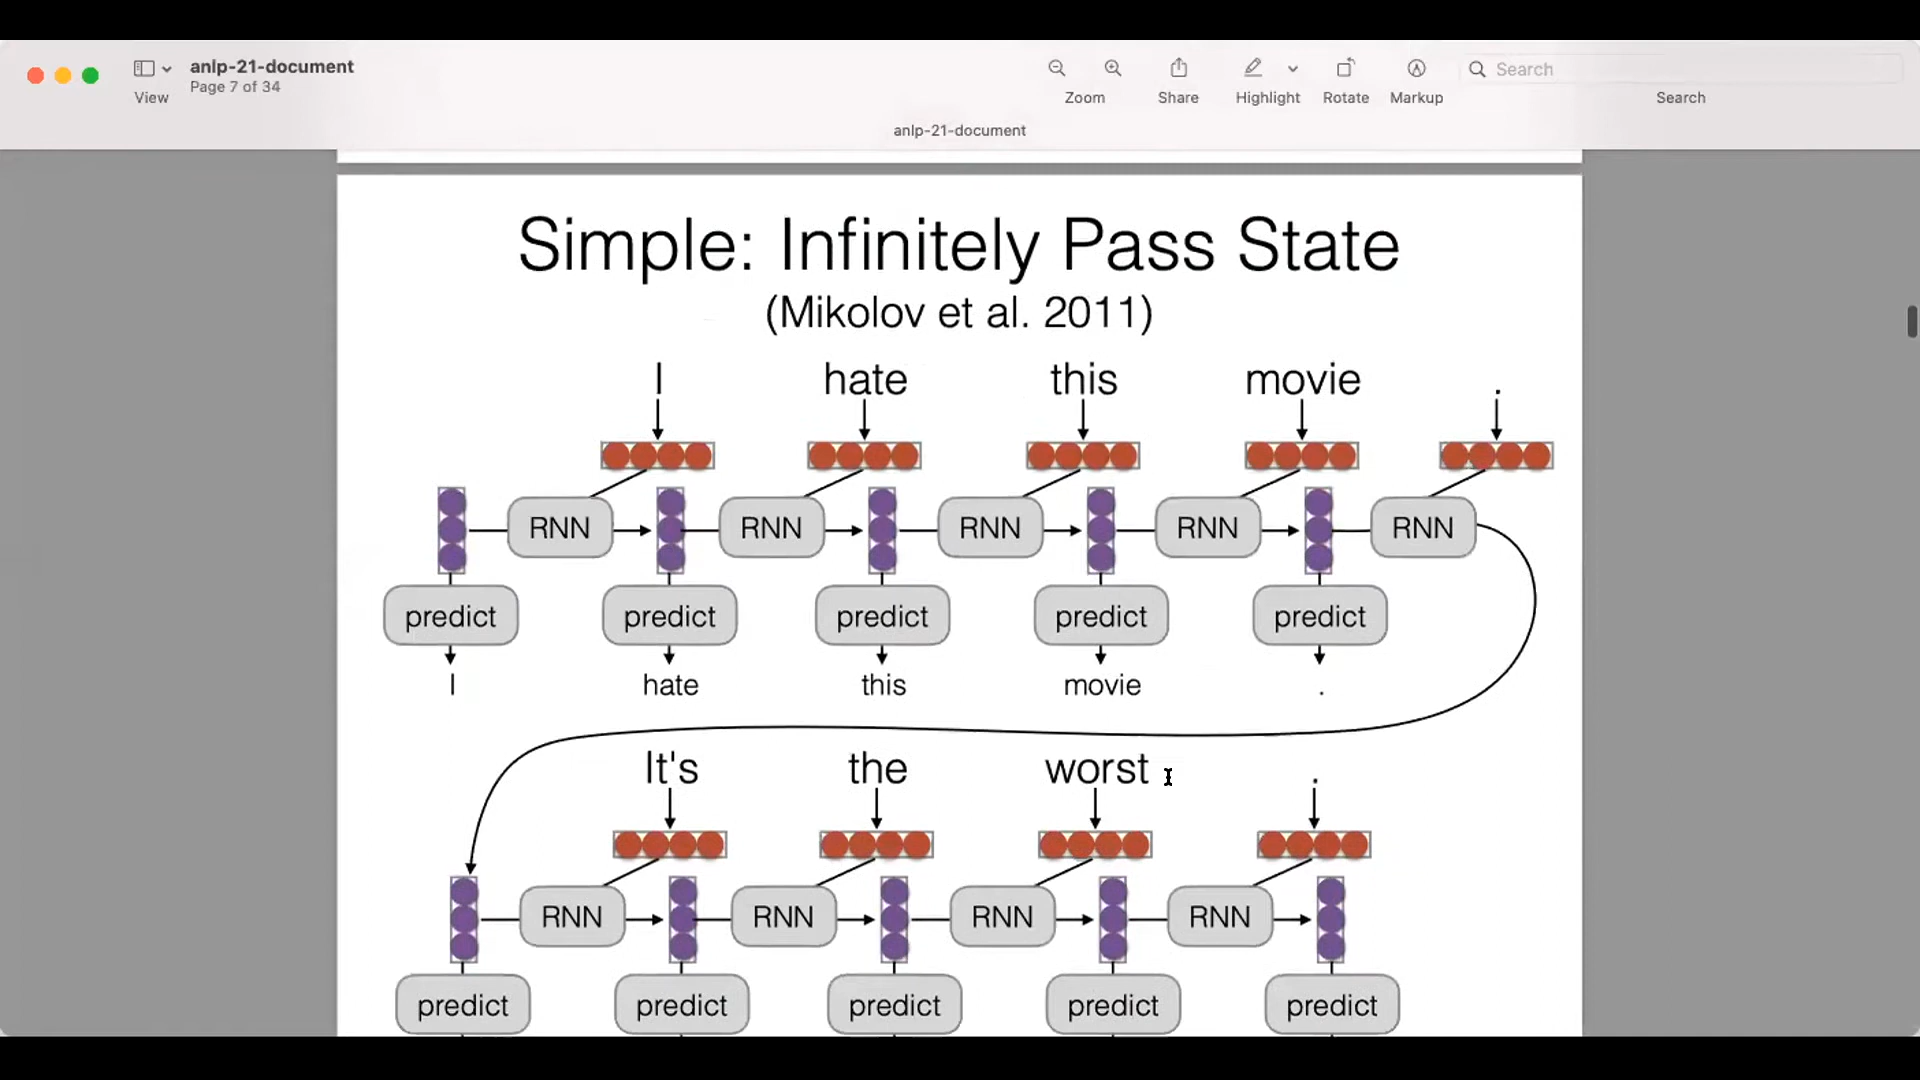 anlp-21-document
Page 7 of 34
View
Zoom
Share
Highlight
Rotate
Markup
Search
Search
anlp-21-document
Simple: Infinitely Pass State
(Mikolov et al. 2011)
I hate this movie .
RNN RNN RNN RNN RNN
predict predict predict predict predict
I hate this movie .
It's the worst .
RNN RNN RNN RNN
predict predict predict predict predict